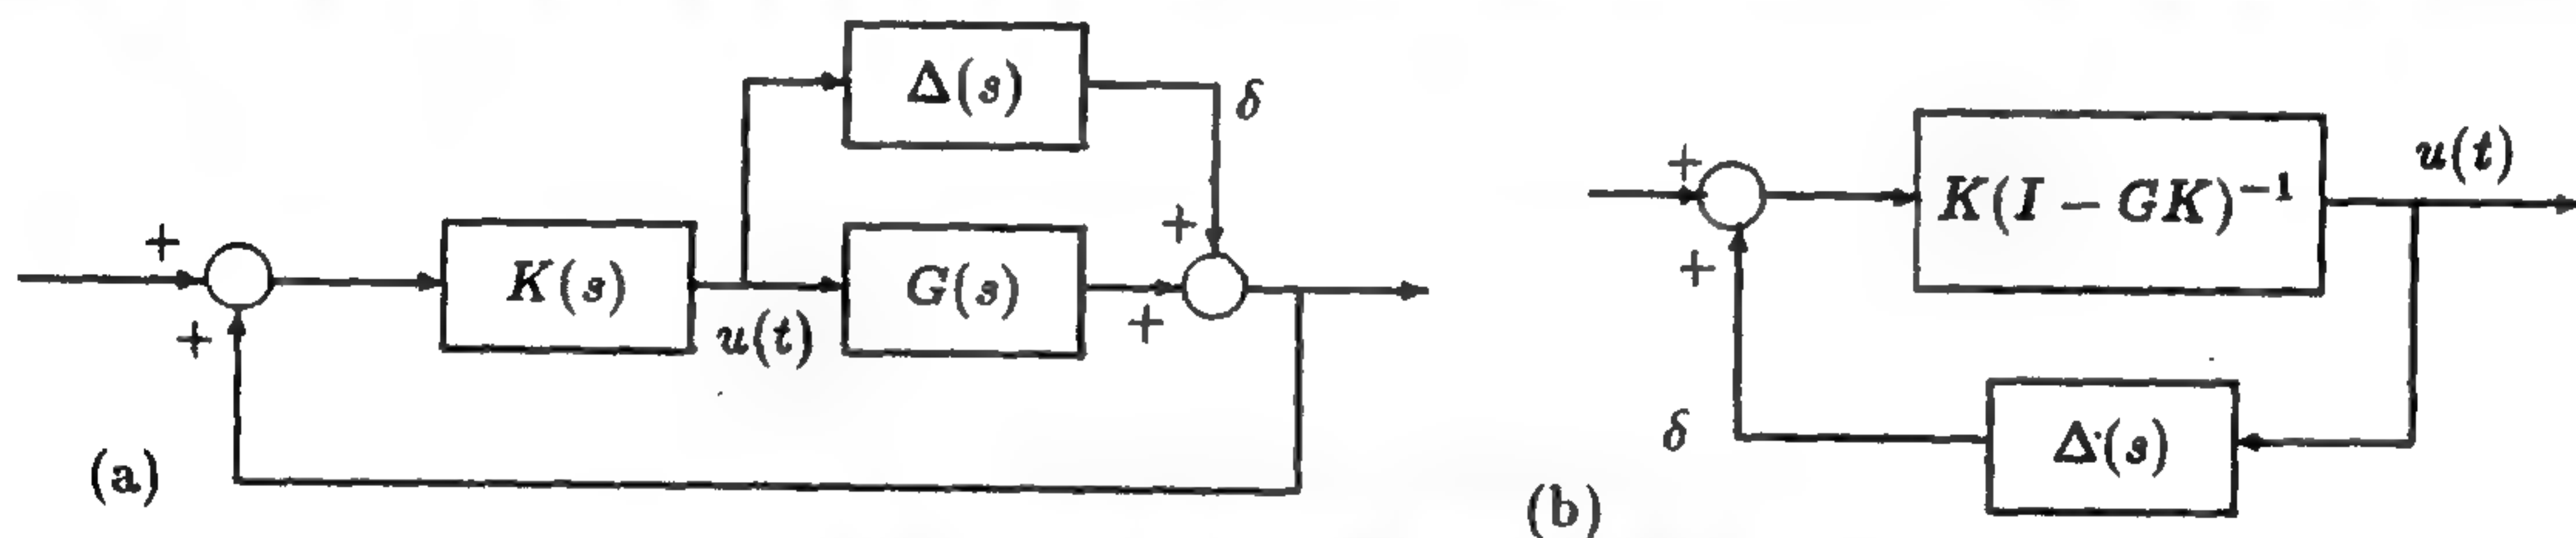 Δ(s)
δ
+
+
K(s)
G(s)
+
u(t)
+
(a)
+
K(I − GK)⁻¹
u(t)
+
δ
Δ(s)
(b)